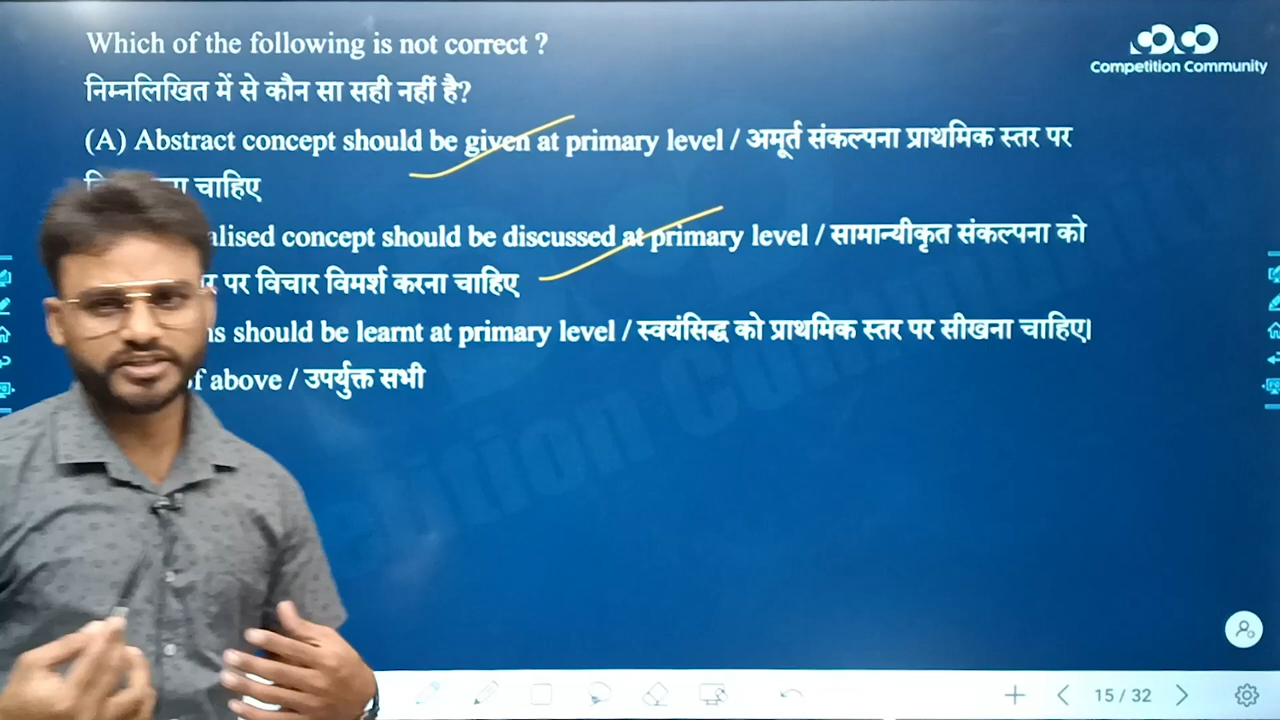 Which of the following is not correct ?
निम्नलिखित में से कौन सा सही नहीं है?
(A) Abstract concept should be given at primary level / अमूर्त संकल्पना प्राथमिक स्तर पर
चाहिए
concept should be discussed at primary level / सामान्यीकृत संकल्पना को
पर विचार विमर्श करना चाहिए
should be learnt at primary level / स्वयंसिद्ध को प्राथमिक स्तर पर सीखना चाहिए।
above / उपर्युक्त सभी
Competition Community
15 / 32